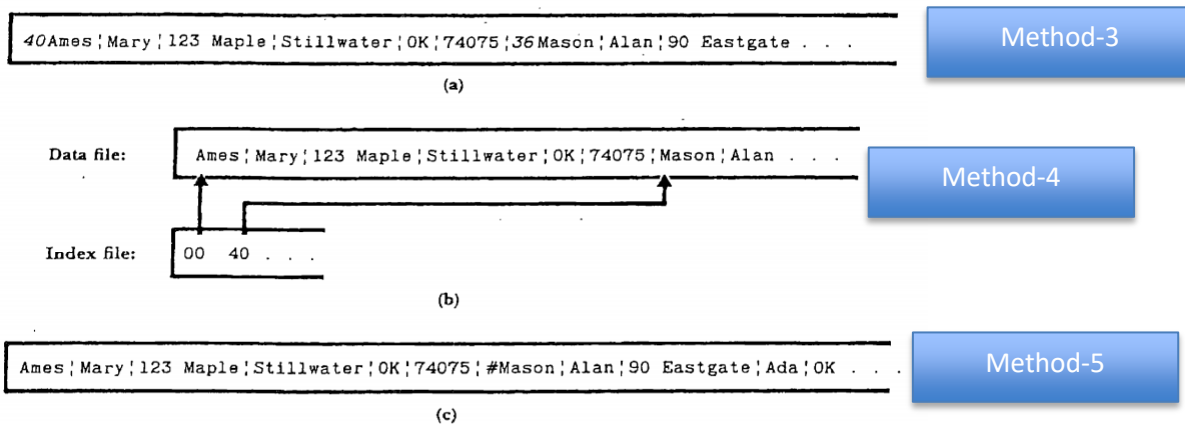 40Ames¦Mary¦123 Maple¦Stillwater¦OK¦74075¦36Mason¦Alan¦90 Eastgate . . .
Method-3
(a)
Data file: Ames¦Mary¦123 Maple¦Stillwater¦OK¦74075¦Mason¦Alan . . .
Method-4
Index file: 00 40 . . .
(b)
Ames¦Mary¦123 Maple¦Stillwater¦OK¦74075¦#Mason¦Alan¦90 Eastgate¦Ada¦OK . . .
Method-5
(c)